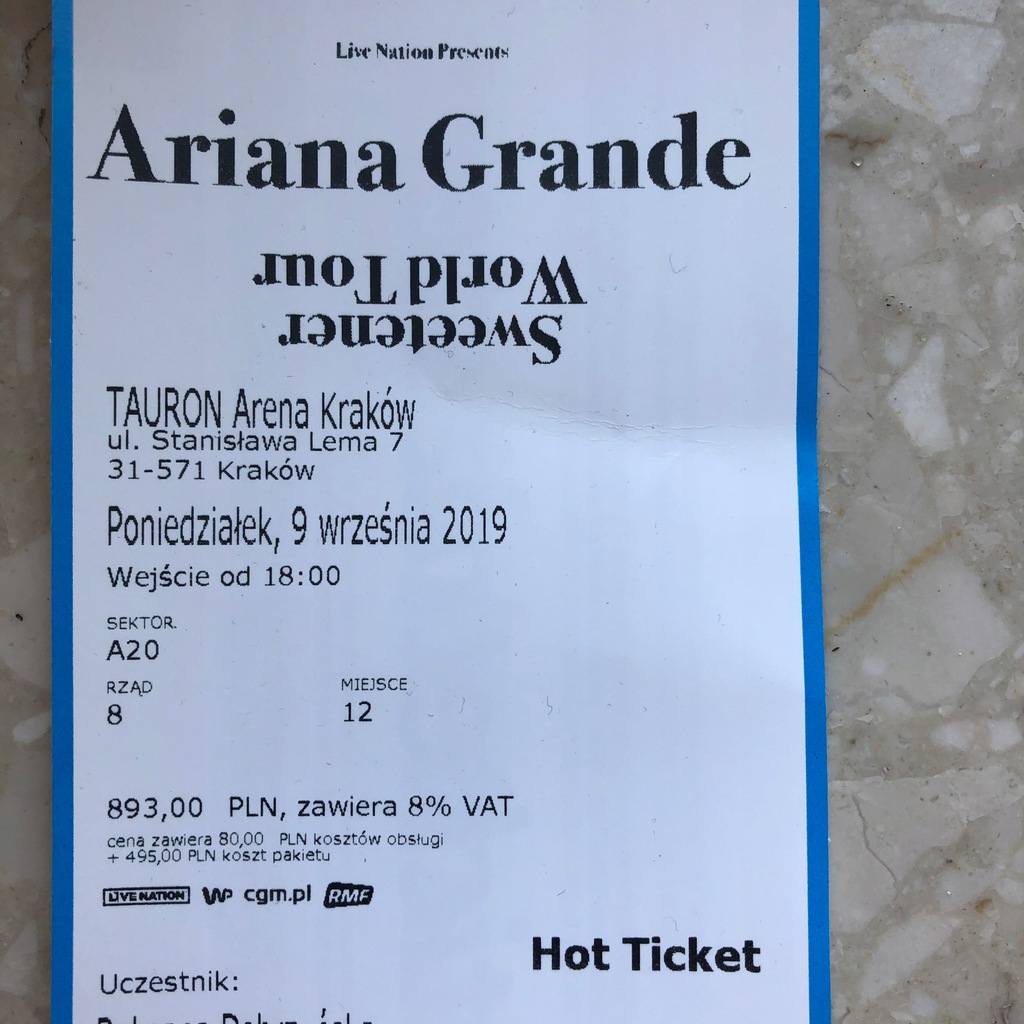 Live Nation Presents
Ariana Grande
Sweetener
World Tour
TAURON Arena Kraków
ul. Stanisława Lema 7
31-571 Kraków
Poniedziałek, 9 września 2019
Wejście od 18:00
SEKTOR.
A20
RZĄD MIEJSCE
8 12
893,00 PLN, zawiera 8% VAT
cena zawiera 80,00 PLN kosztów obsługi
+ 495,00 PLN koszt pakietu
LIVE NATION WP cgm.pl RMF
Hot Ticket
Uczestnik: